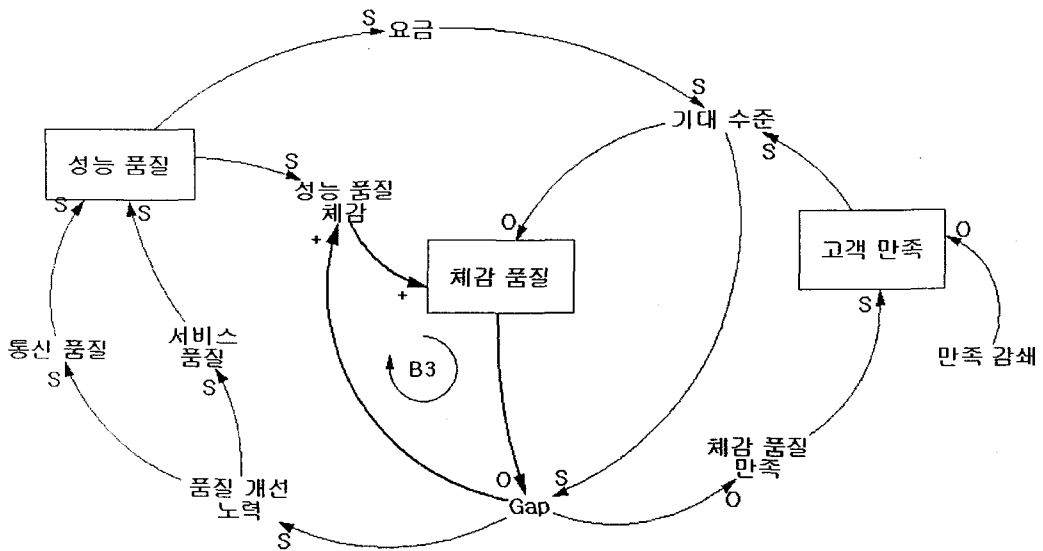 S
요금
S
기대 수준
S
성능 품질
S
S
S
성능 품질
체감
+
O
체감 품질
+
고객 만족
O
S
만족 감쇄
통신 품질
S
서비스
품질
S
B3
체감 품질
만족
O
품질 개선
노력
S
O
S
Gap